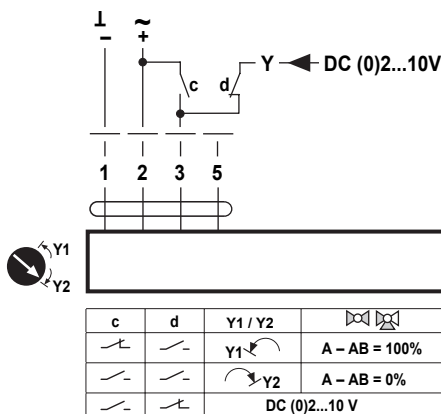 ⊥ ~
− +
c d Y DC (0)2...10V
1 2 3 5
Y1
Y2
c d Y1 / Y2
Y1 A – AB = 100%
Y2 A – AB = 0%
DC (0)2...10 V